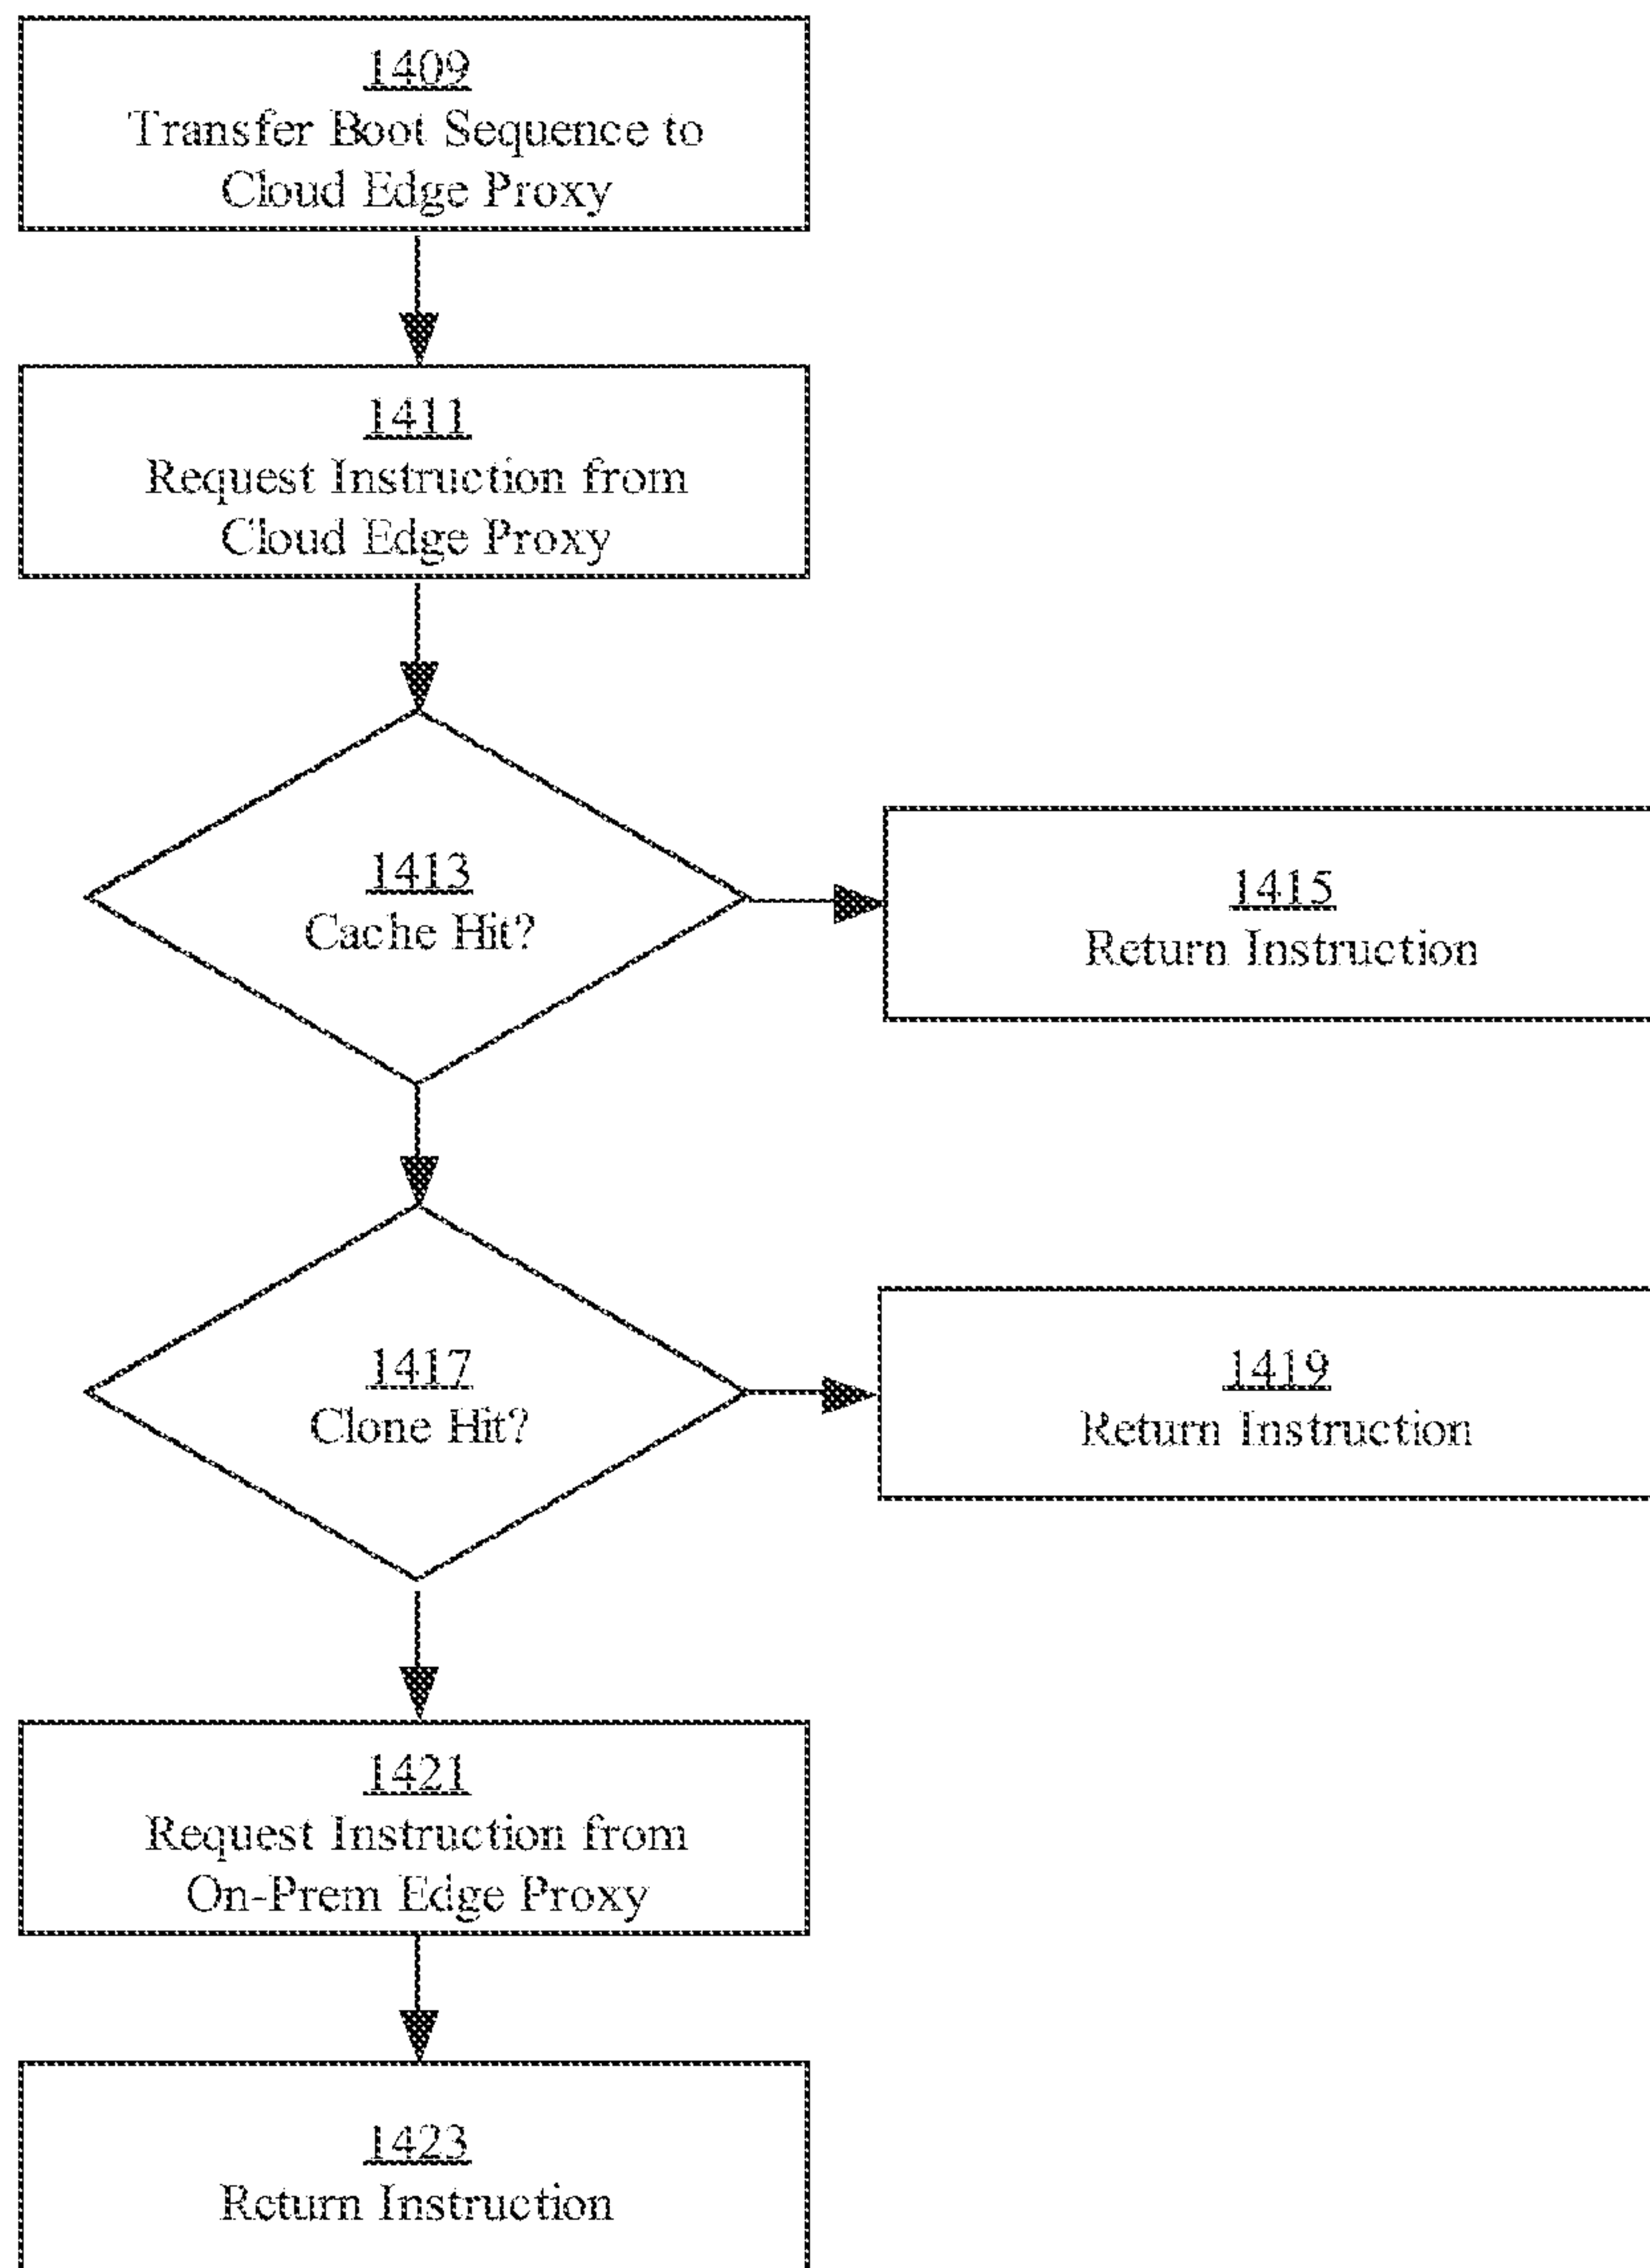 1409
Transfer Boot Sequence to
Cloud Edge Proxy
1411
Request Instruction from
Cloud Edge Proxy
1413
Cache Hit?
1415
Return Instruction
1417
Clone Hit?
1419
Return Instruction
1421
Request Instruction from
On-Prem Edge Proxy
1423
Return Instruction